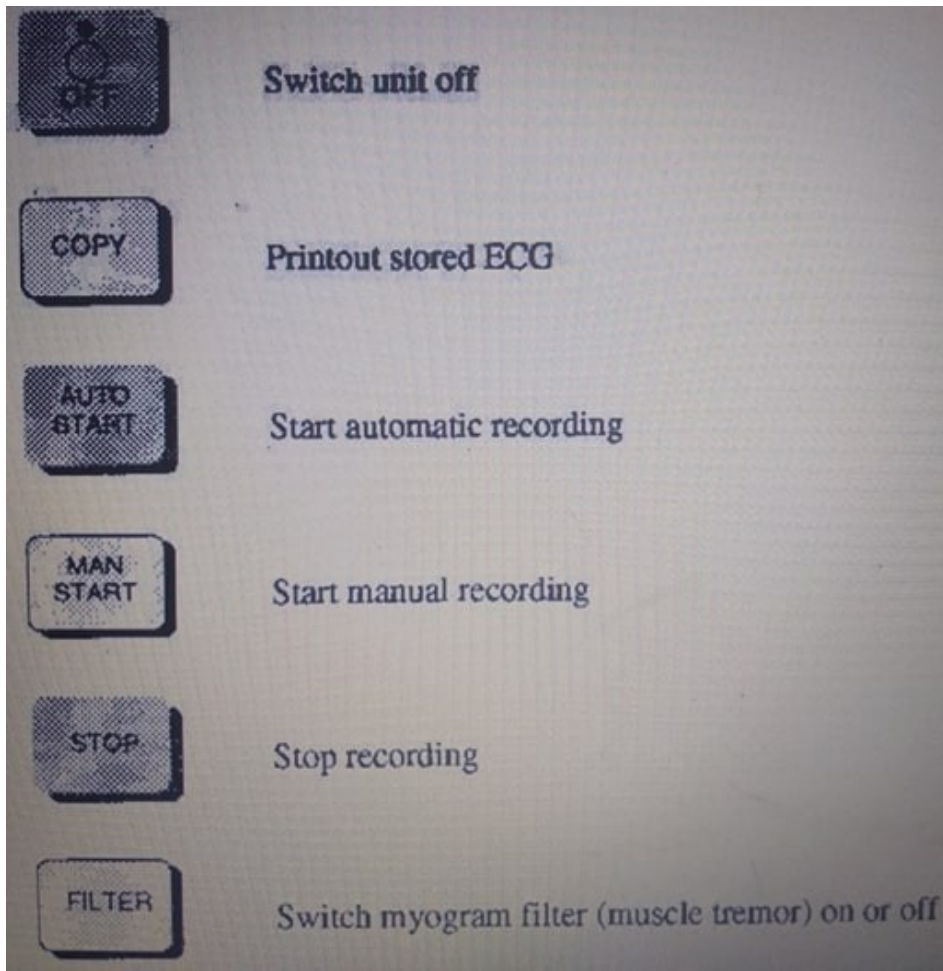 OFF
Switch unit off
COPY
Printout stored ECG
AUTO
START
Start automatic recording
MAN
START
Start manual recording
STOP
Stop recording
FILTER
Switch myogram filter (muscle tremor) on or off